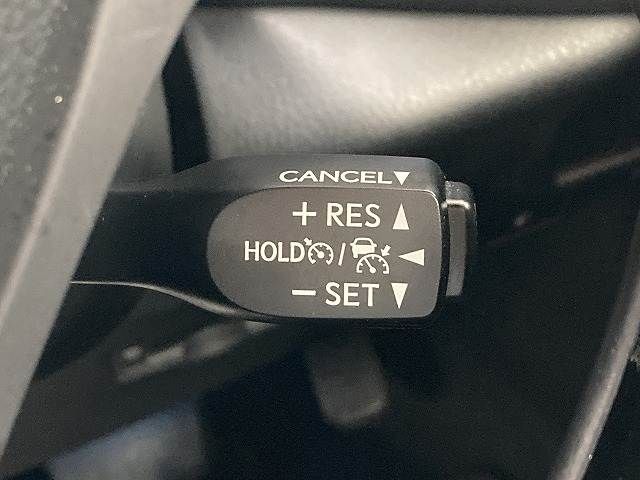 CANCEL▼
+ RES ▲
HOLD / ◀
− SET ▼